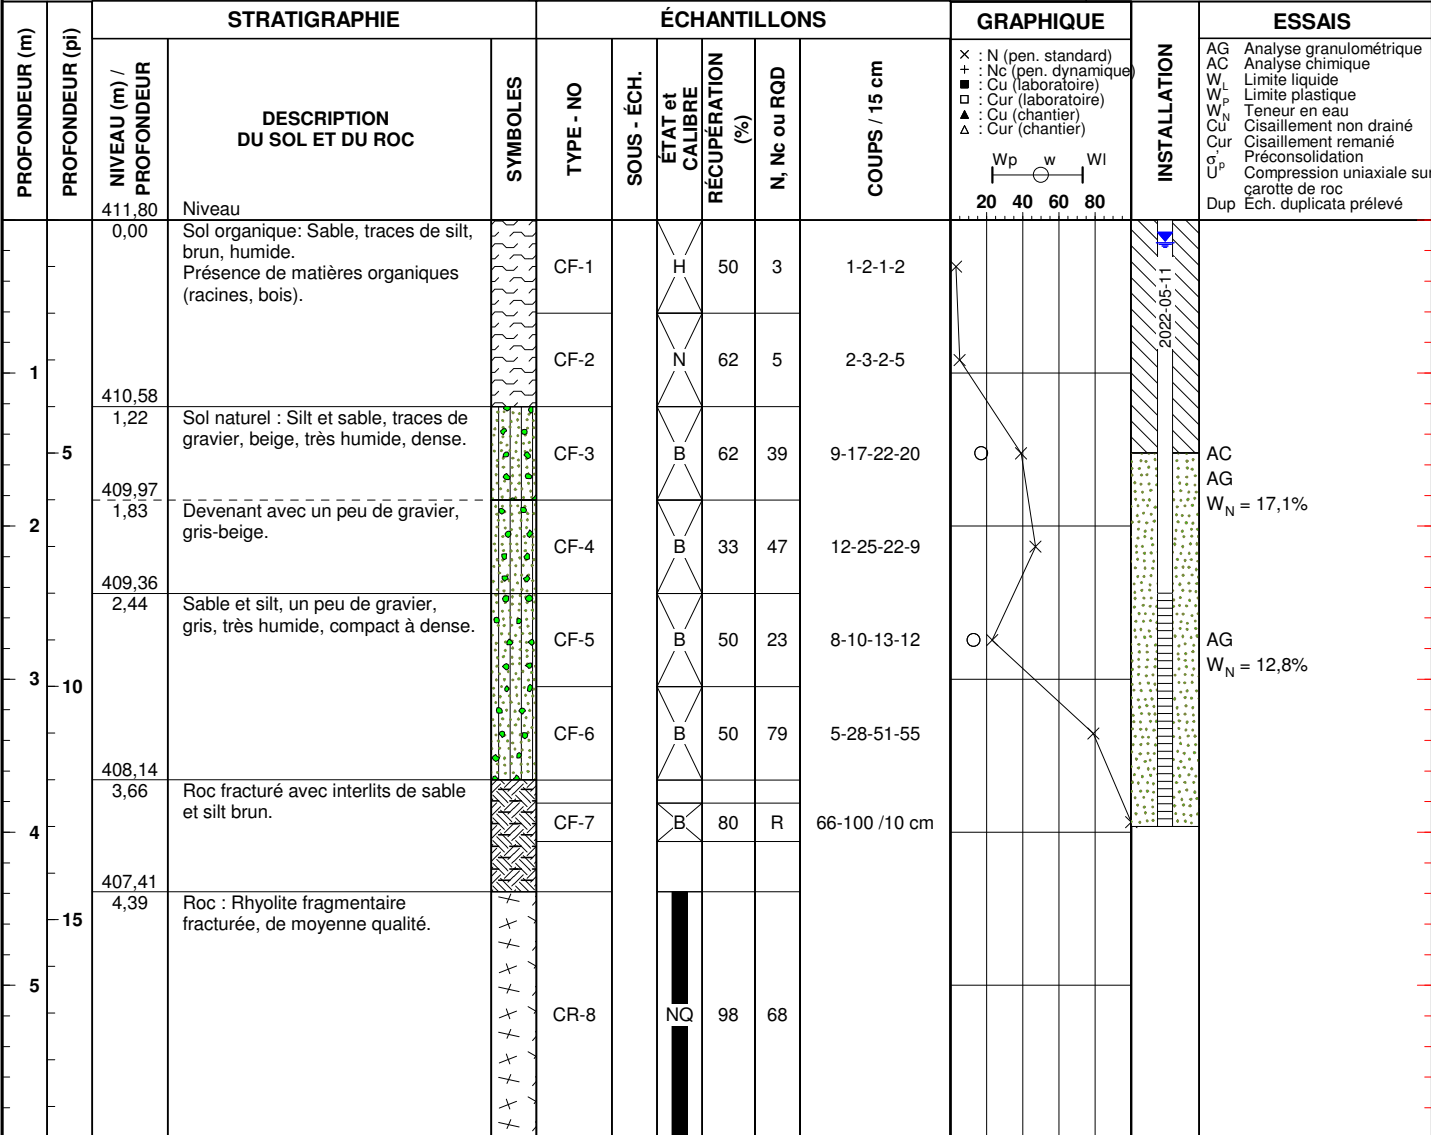 STRATIGRAPHIE
ÉCHANTILLONS
GRAPHIQUE
ESSAIS
PROFONDEUR (m)
PROFONDEUR (pi)
NIVEAU (m) /
PROFONDEUR
DESCRIPTION
DU SOL ET DU ROC
SYMBOLES
TYPE - NO
SOUS - ÉCH.
ÉTAT et
CALIBRE
RÉCUPÉRATION
(%)
N, Nc ou RQD
COUPS / 15 cm
× : N (pen. standard)
+ : Nc (pen. dynamique)
■ : Cu (laboratoire)
□ : Cur (laboratoire)
▲ : Cu (chantier)
△ : Cur (chantier)
Wp w Wl
20 40 60 80
INSTALLATION
AG Analyse granulométrique
AC Analyse chimique
W_L Limite liquide
W_P Limite plastique
W_N Teneur en eau
Cu Cisaillement non drainé
Cur Cisaillement remanié
σ'_p Préconsolidation
U Compression uniaxiale sur
carotte de roc
Dup Éch. duplicata prélevé
411,80 Niveau
0,00 Sol organique: Sable, traces de silt,
brun, humide.
Présence de matières organiques
(racines, bois).
CF-1 H 50 3 1-2-1-2
2022-05-11
CF-2 N 62 5 2-3-2-5
1
410,58
1,22 Sol naturel : Silt et sable, traces de
gravier, beige, très humide, dense.
5
CF-3 B 62 39 9-17-22-20
AC
AG
W_N = 17,1%
409,97
1,83 Devenant avec un peu de gravier,
gris-beige.
2
CF-4 B 33 47 12-25-22-9
409,36
2,44 Sable et silt, un peu de gravier,
gris, très humide, compact à dense.
CF-5 B 50 23 8-10-13-12
AG
W_N = 12,8%
3
10
CF-6 B 50 79 5-28-51-55
408,14
3,66 Roc fracturé avec interlits de sable
et silt brun.
CF-7 B 80 R 66-100 /10 cm
4
407,41
4,39 Roc : Rhyolite fragmentaire
fracturée, de moyenne qualité.
15
5
CR-8 NQ 98 68